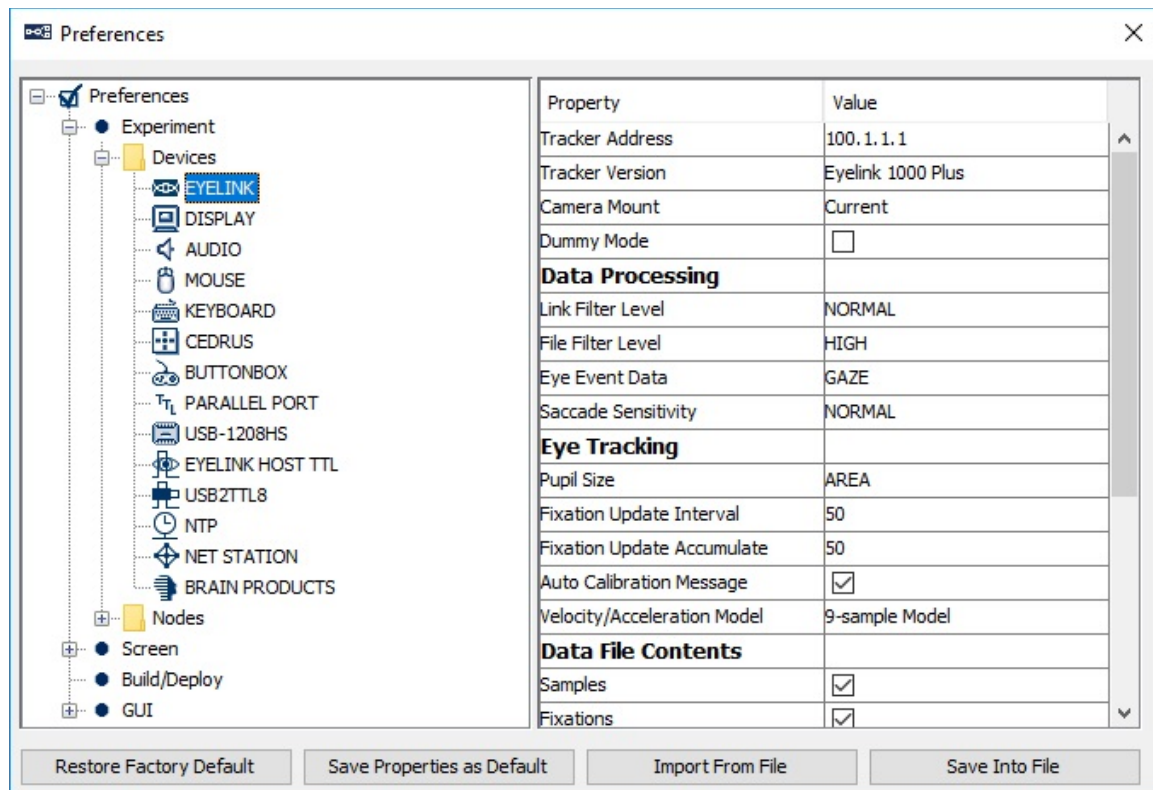 Preferences
Preferences
Experiment
Devices
EYELINK
DISPLAY
AUDIO
MOUSE
KEYBOARD
CEDRUS
BUTTONBOX
TTL PARALLEL PORT
USB-1208HS
EYELINK HOST TTL
USB2TTL8
NTP
NET STATION
BRAIN PRODUCTS
Nodes
Screen
Build/Deploy
GUI
Property Value
Tracker Address 100.1.1.1
Tracker Version Eyelink 1000 Plus
Camera Mount Current
Dummy Mode
Data Processing
Link Filter Level NORMAL
File Filter Level HIGH
Eye Event Data GAZE
Saccade Sensitivity NORMAL
Eye Tracking
Pupil Size AREA
Fixation Update Interval 50
Fixation Update Accumulate 50
Auto Calibration Message
Velocity/Acceleration Model 9-sample Model
Data File Contents
Samples
Fixations
Restore Factory Default Save Properties as Default Import From File Save Into File